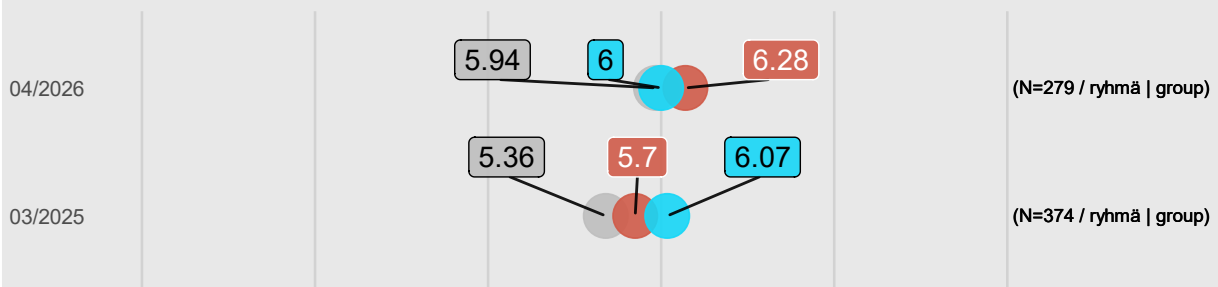 5.94 6 6.28
04/2026 (N=279 / ryhmä | group)
5.36 5.7 6.07
03/2025 (N=374 / ryhmä | group)